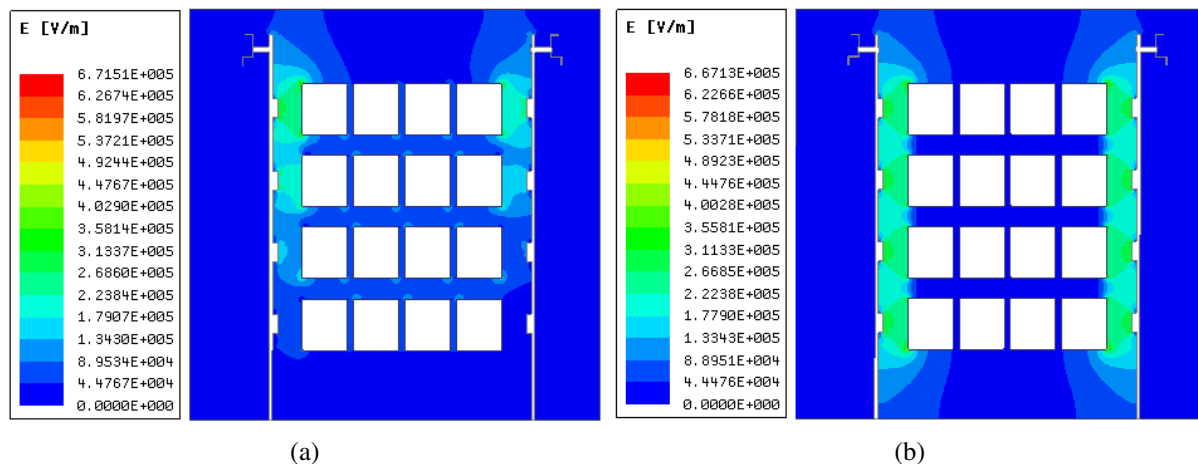 E [V/m]
6.7151E+005
6.2674E+005
5.8197E+005
5.3721E+005
4.9244E+005
4.4767E+005
4.0290E+005
3.5814E+005
3.1337E+005
2.6860E+005
2.2384E+005
1.7907E+005
1.3430E+005
8.9534E+004
4.4767E+004
0.0000E+000
(a)
E [V/m]
6.6713E+005
6.2266E+005
5.7818E+005
5.3371E+005
4.8923E+005
4.4476E+005
4.0028E+005
3.5581E+005
3.1133E+005
2.6685E+005
2.2238E+005
1.7790E+005
1.3343E+005
8.8951E+004
4.4476E+004
0.0000E+000
(b)